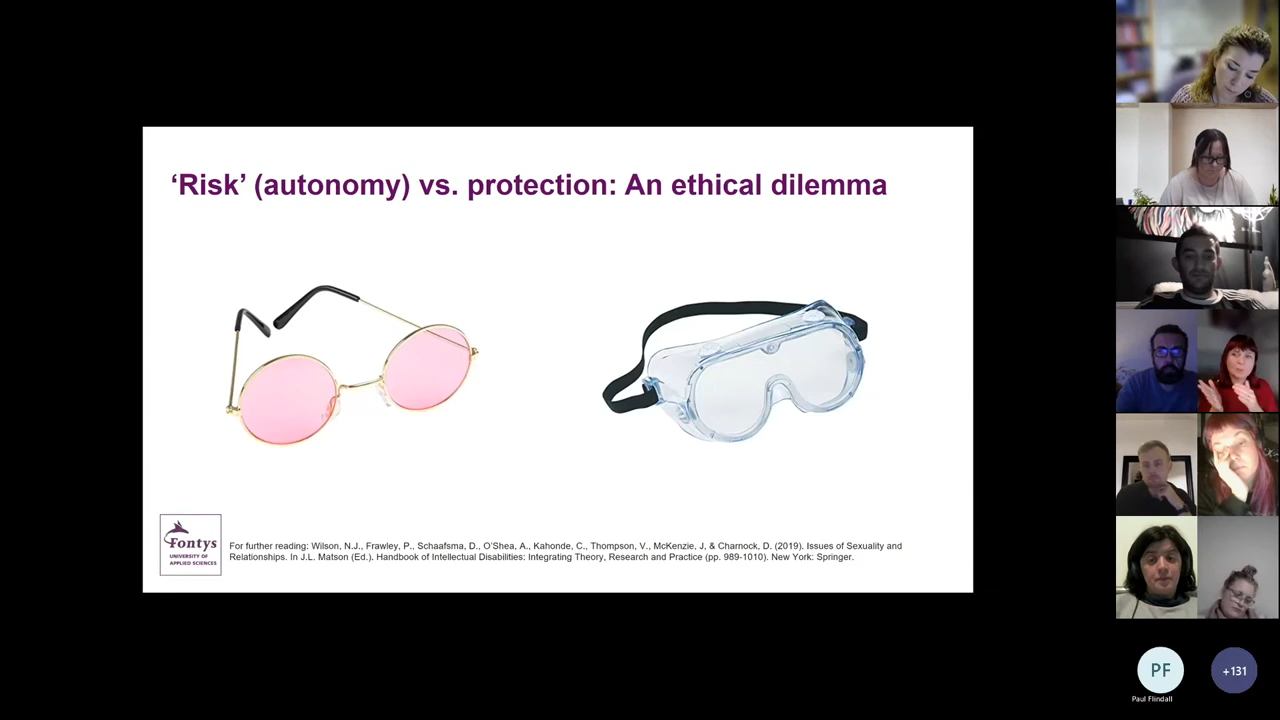 ‘Risk’ (autonomy) vs. protection: An ethical dilemma
Fontys
UNIVERSITY OF
APPLIED SCIENCES
For further reading: Wilson, N.J., Frawley, P., Schaafsma, D., O’Shea, A., Kahonde, C., Thompson, V., McKenzie, J, & Charnock, D. (2019). Issues of Sexuality and
Relationships. In J.L. Matson (Ed.). Handbook of Intellectual Disabilities: Integrating Theory, Research and Practice (pp. 989-1010). New York: Springer.
PF
+131
Paul Flindall